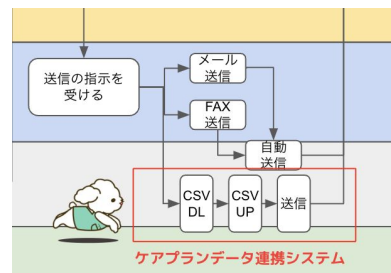 送信の指示を
受ける
メール
送信
FAX
送信
自動
送信
CSV
DL
CSV
UP
送信
ケアプランデータ連携システム